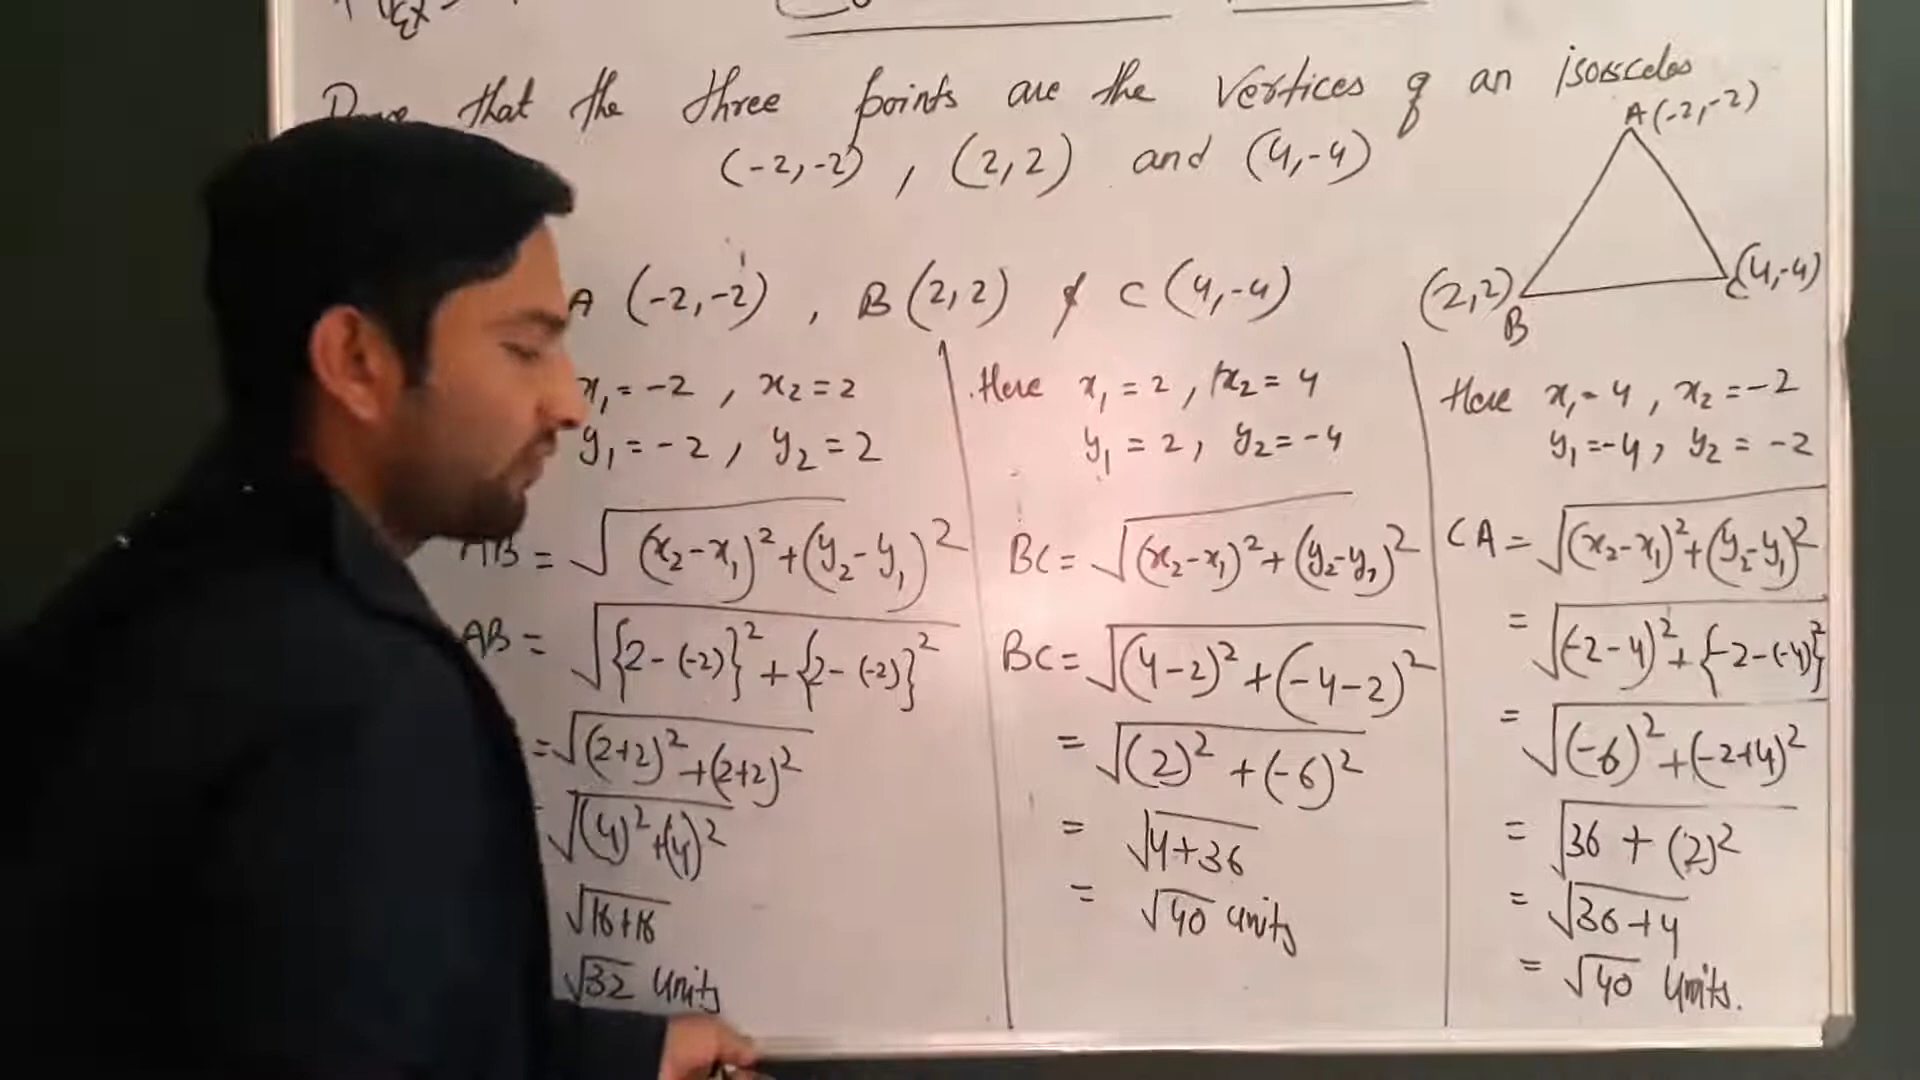 that the three points are the vertices of an isosceles
(-2,-2) , (2,2) and (4,-4)
A(-2,-2)
(2,2) B
C(4,-4)
A (-2,-2) , B(2,2) & C(4,-4)
x₁=-2 , x₂=2
y₁=-2 , y₂=2
AB = √(x₂-x₁)²+(y₂-y₁)²
AB = √{2-(-2)}²+{2-(-2)}²
=√(2+2)²+(2+2)²
√(4)²+(4)²
√16+16
√32 units
Here x₁=2 , x₂=4
y₁=2 , y₂=-4
BC=√(x₂-x₁)²+(y₂-y₁)²
BC=√(4-2)²+(-4-2)²
= √(2)²+(-6)²
= √4+36
= √40 units
Here x₁=4 , x₂=-2
y₁=-4 , y₂=-2
CA=√(x₂-x₁)²+(y₂-y₁)²
= √(-2-4)²+{-2-(-4)}²
= √(-6)²+(-2+4)²
= √36+(2)²
= √36+4
= √40 units.